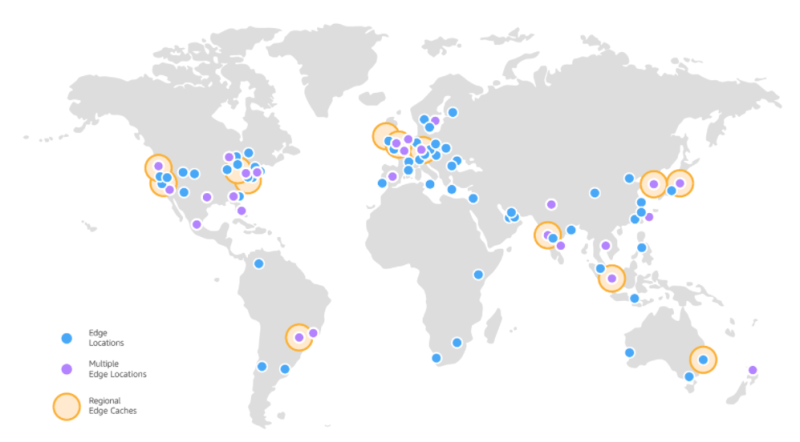 Edge
Locations
Multiple
Edge Locations
Regional
Edge Caches